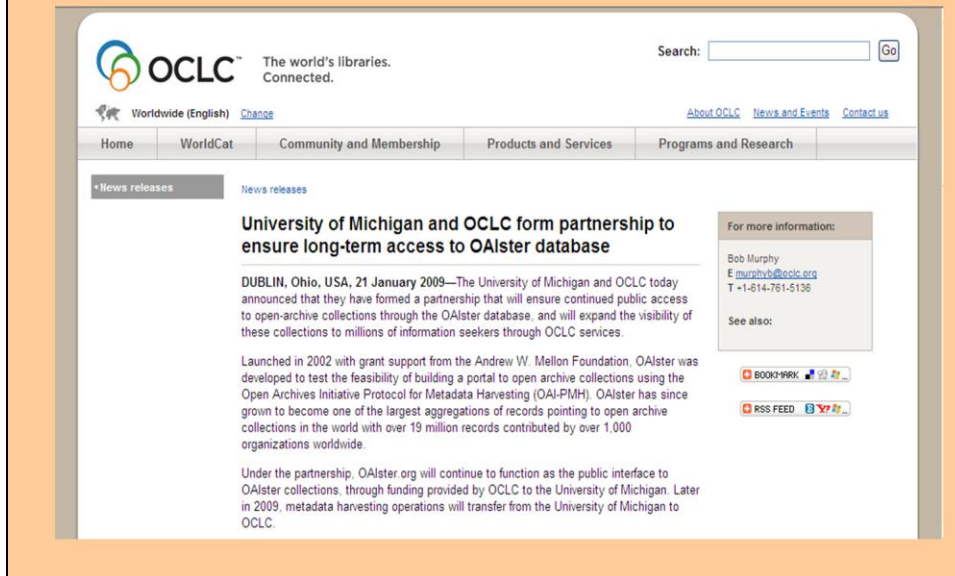 OCLC™
The world's libraries.
Connected.
Search:
Go
Worldwide (English) Change
About OCLC News and Events Contact us
Home WorldCat Community and Membership Products and Services Programs and Research
News releases
News releases
University of Michigan and OCLC form partnership to
ensure long-term access to OAIster database
DUBLIN, Ohio, USA, 21 January 2009—The University of Michigan and OCLC today
announced that they have formed a partnership that will ensure continued public access
to open-archive collections through the OAIster database, and will expand the visibility of
these collections to millions of information seekers through OCLC services.
Launched in 2002 with grant support from the Andrew W. Mellon Foundation, OAIster was
developed to test the feasibility of building a portal to open archive collections using the
Open Archives Initiative Protocol for Metadata Harvesting (OAI-PMH). OAIster has since
grown to become one of the largest aggregations of records pointing to open archive
collections in the world with over 19 million records contributed by over 1,000
organizations worldwide.
Under the partnership, OAIster.org will continue to function as the public interface to
OAIster collections, through funding provided by OCLC to the University of Michigan. Later
in 2009, metadata harvesting operations will transfer from the University of Michigan to
OCLC.
For more information:
Bob Murphy
E murphyb@oclc.org
T +1-614-761-5136
See also:
BOOKMARK
RSS FEED